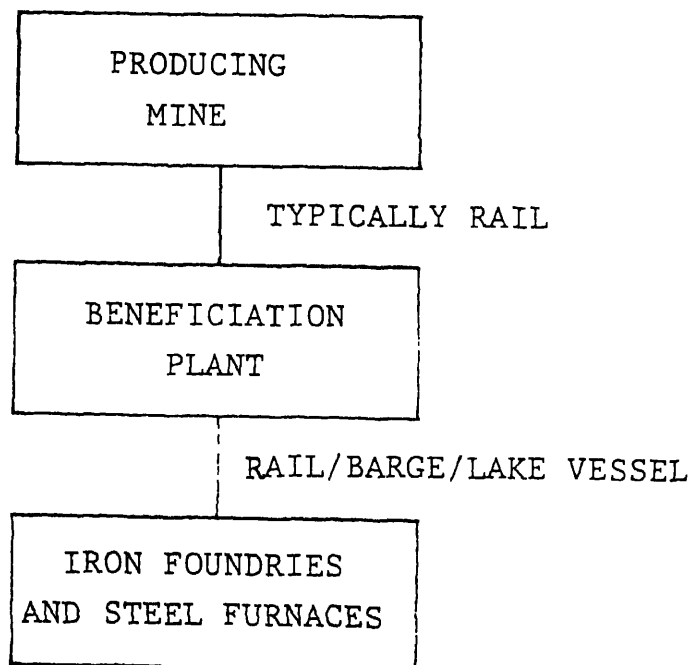 PRODUCING
MINE
TYPICALLY RAIL
BENEFICIATION
PLANT
RAIL/BARGE/LAKE VESSEL
IRON FOUNDRIES
AND STEEL FURNACES